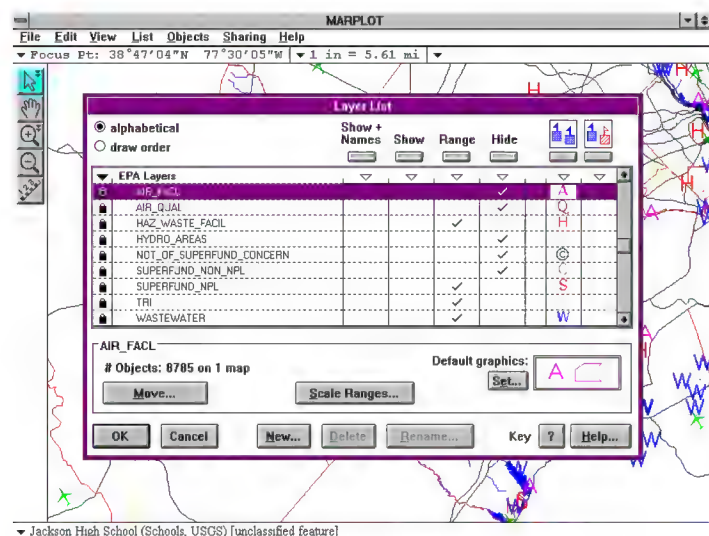 MARPLOT
File Edit View List Objects Sharing Help
Focus Pt: 38°47'04"N 77°30'05"W 1 in = 5.61 mi
Layer List
alphabetical
draw order
Show + Names Show Range Hide
EPA Layers
AIR_FACL A
AIR_QUAL Q
HAZ_WASTE_FACIL H
HYDRO_AREAS
NOT_OF_SUPERFUND_CONCERN ©
SUPERFUND_NON_NPL C
SUPERFUND_NPL S
TRI
WASTEWATER W
AIR_FACL
# Objects: 8785 on 1 map
Default graphics:
Set...
A
Move...
Scale Ranges...
OK Cancel New... Delete Rename... Key ? Help...
Jackson High School (Schools, USGS) [unclassified feature]